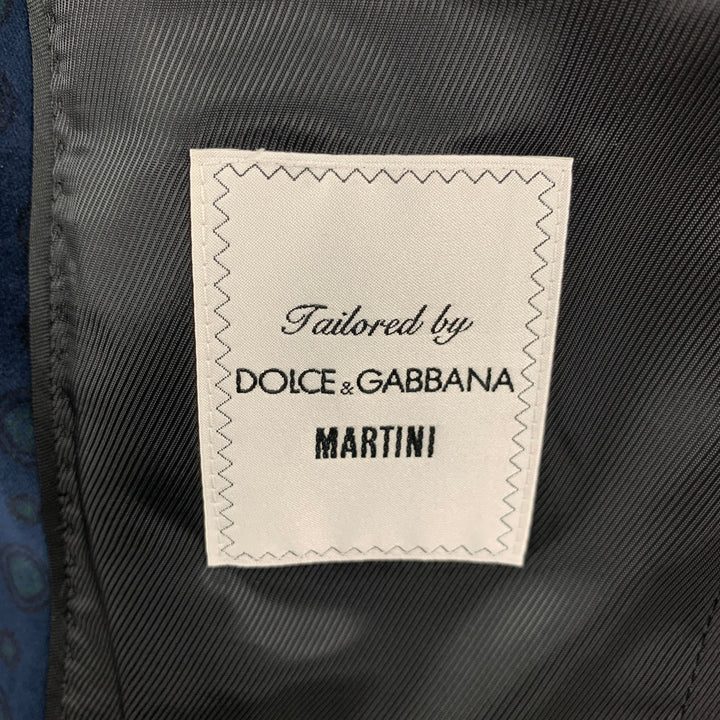 Tailored by
DOLCE & GABBANA
MARTINI